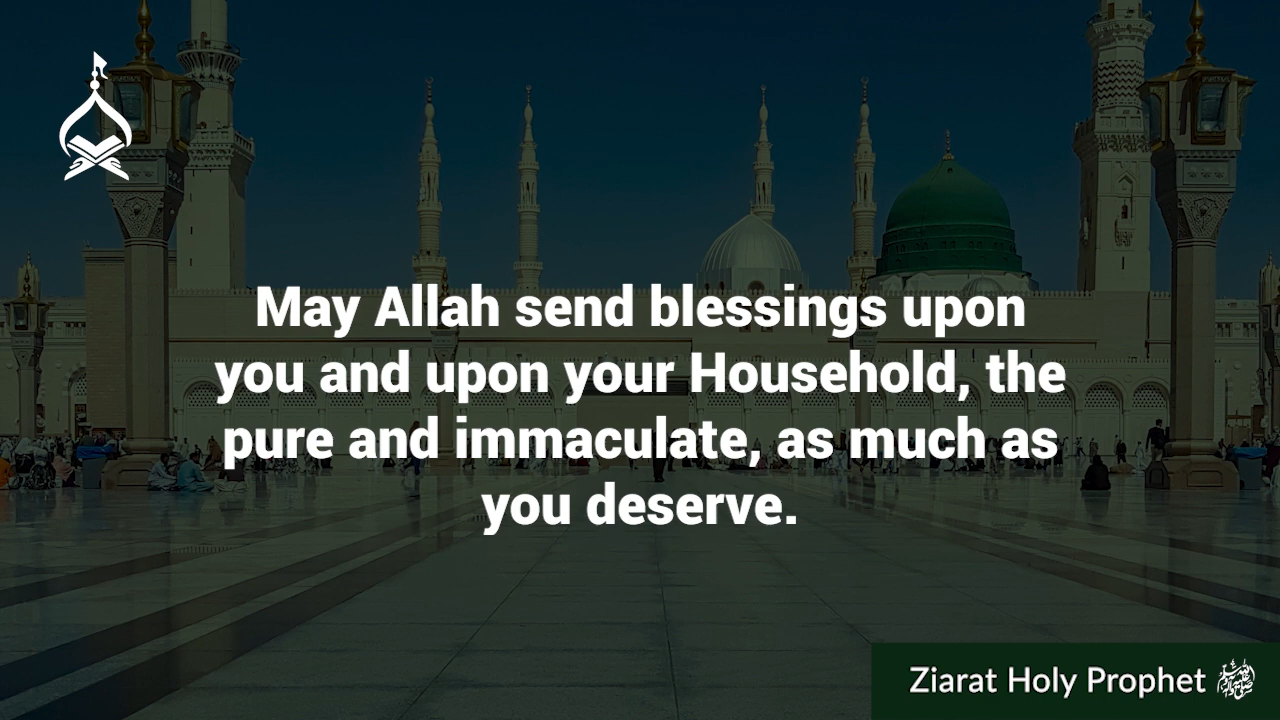 May Allah send blessings upon
you and upon your Household, the
pure and immaculate, as much as
you deserve.
Ziarat Holy Prophet